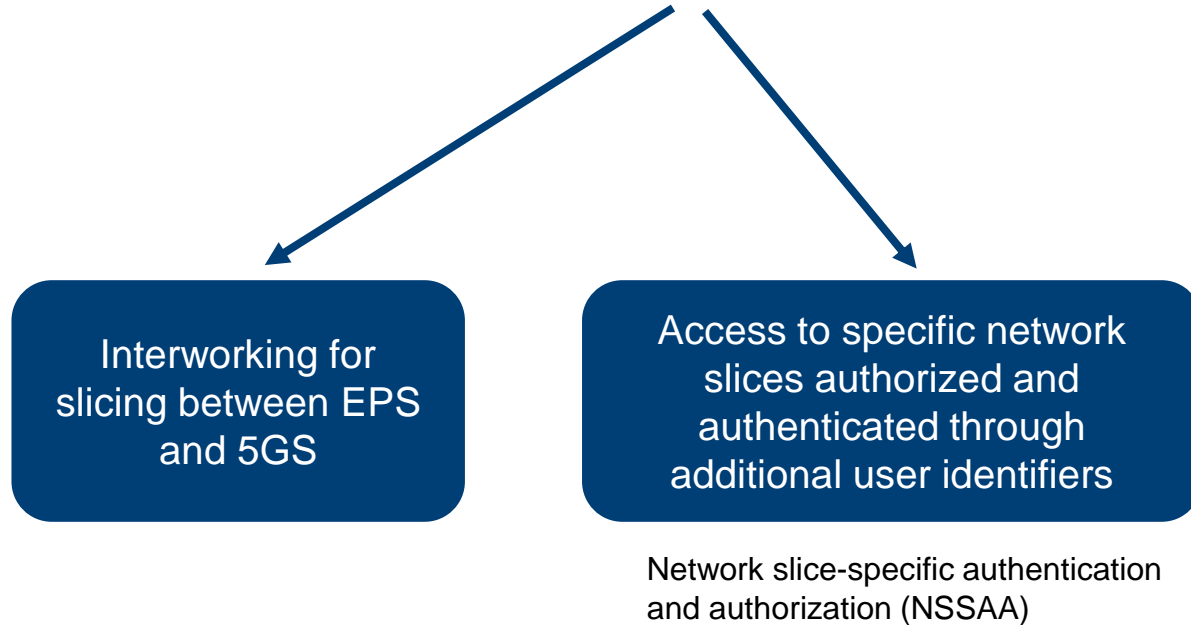 Interworking for
slicing between EPS
and 5GS
Access to specific network
slices authorized and
authenticated through
additional user identifiers
Network slice-specific authentication
and authorization (NSSAA)